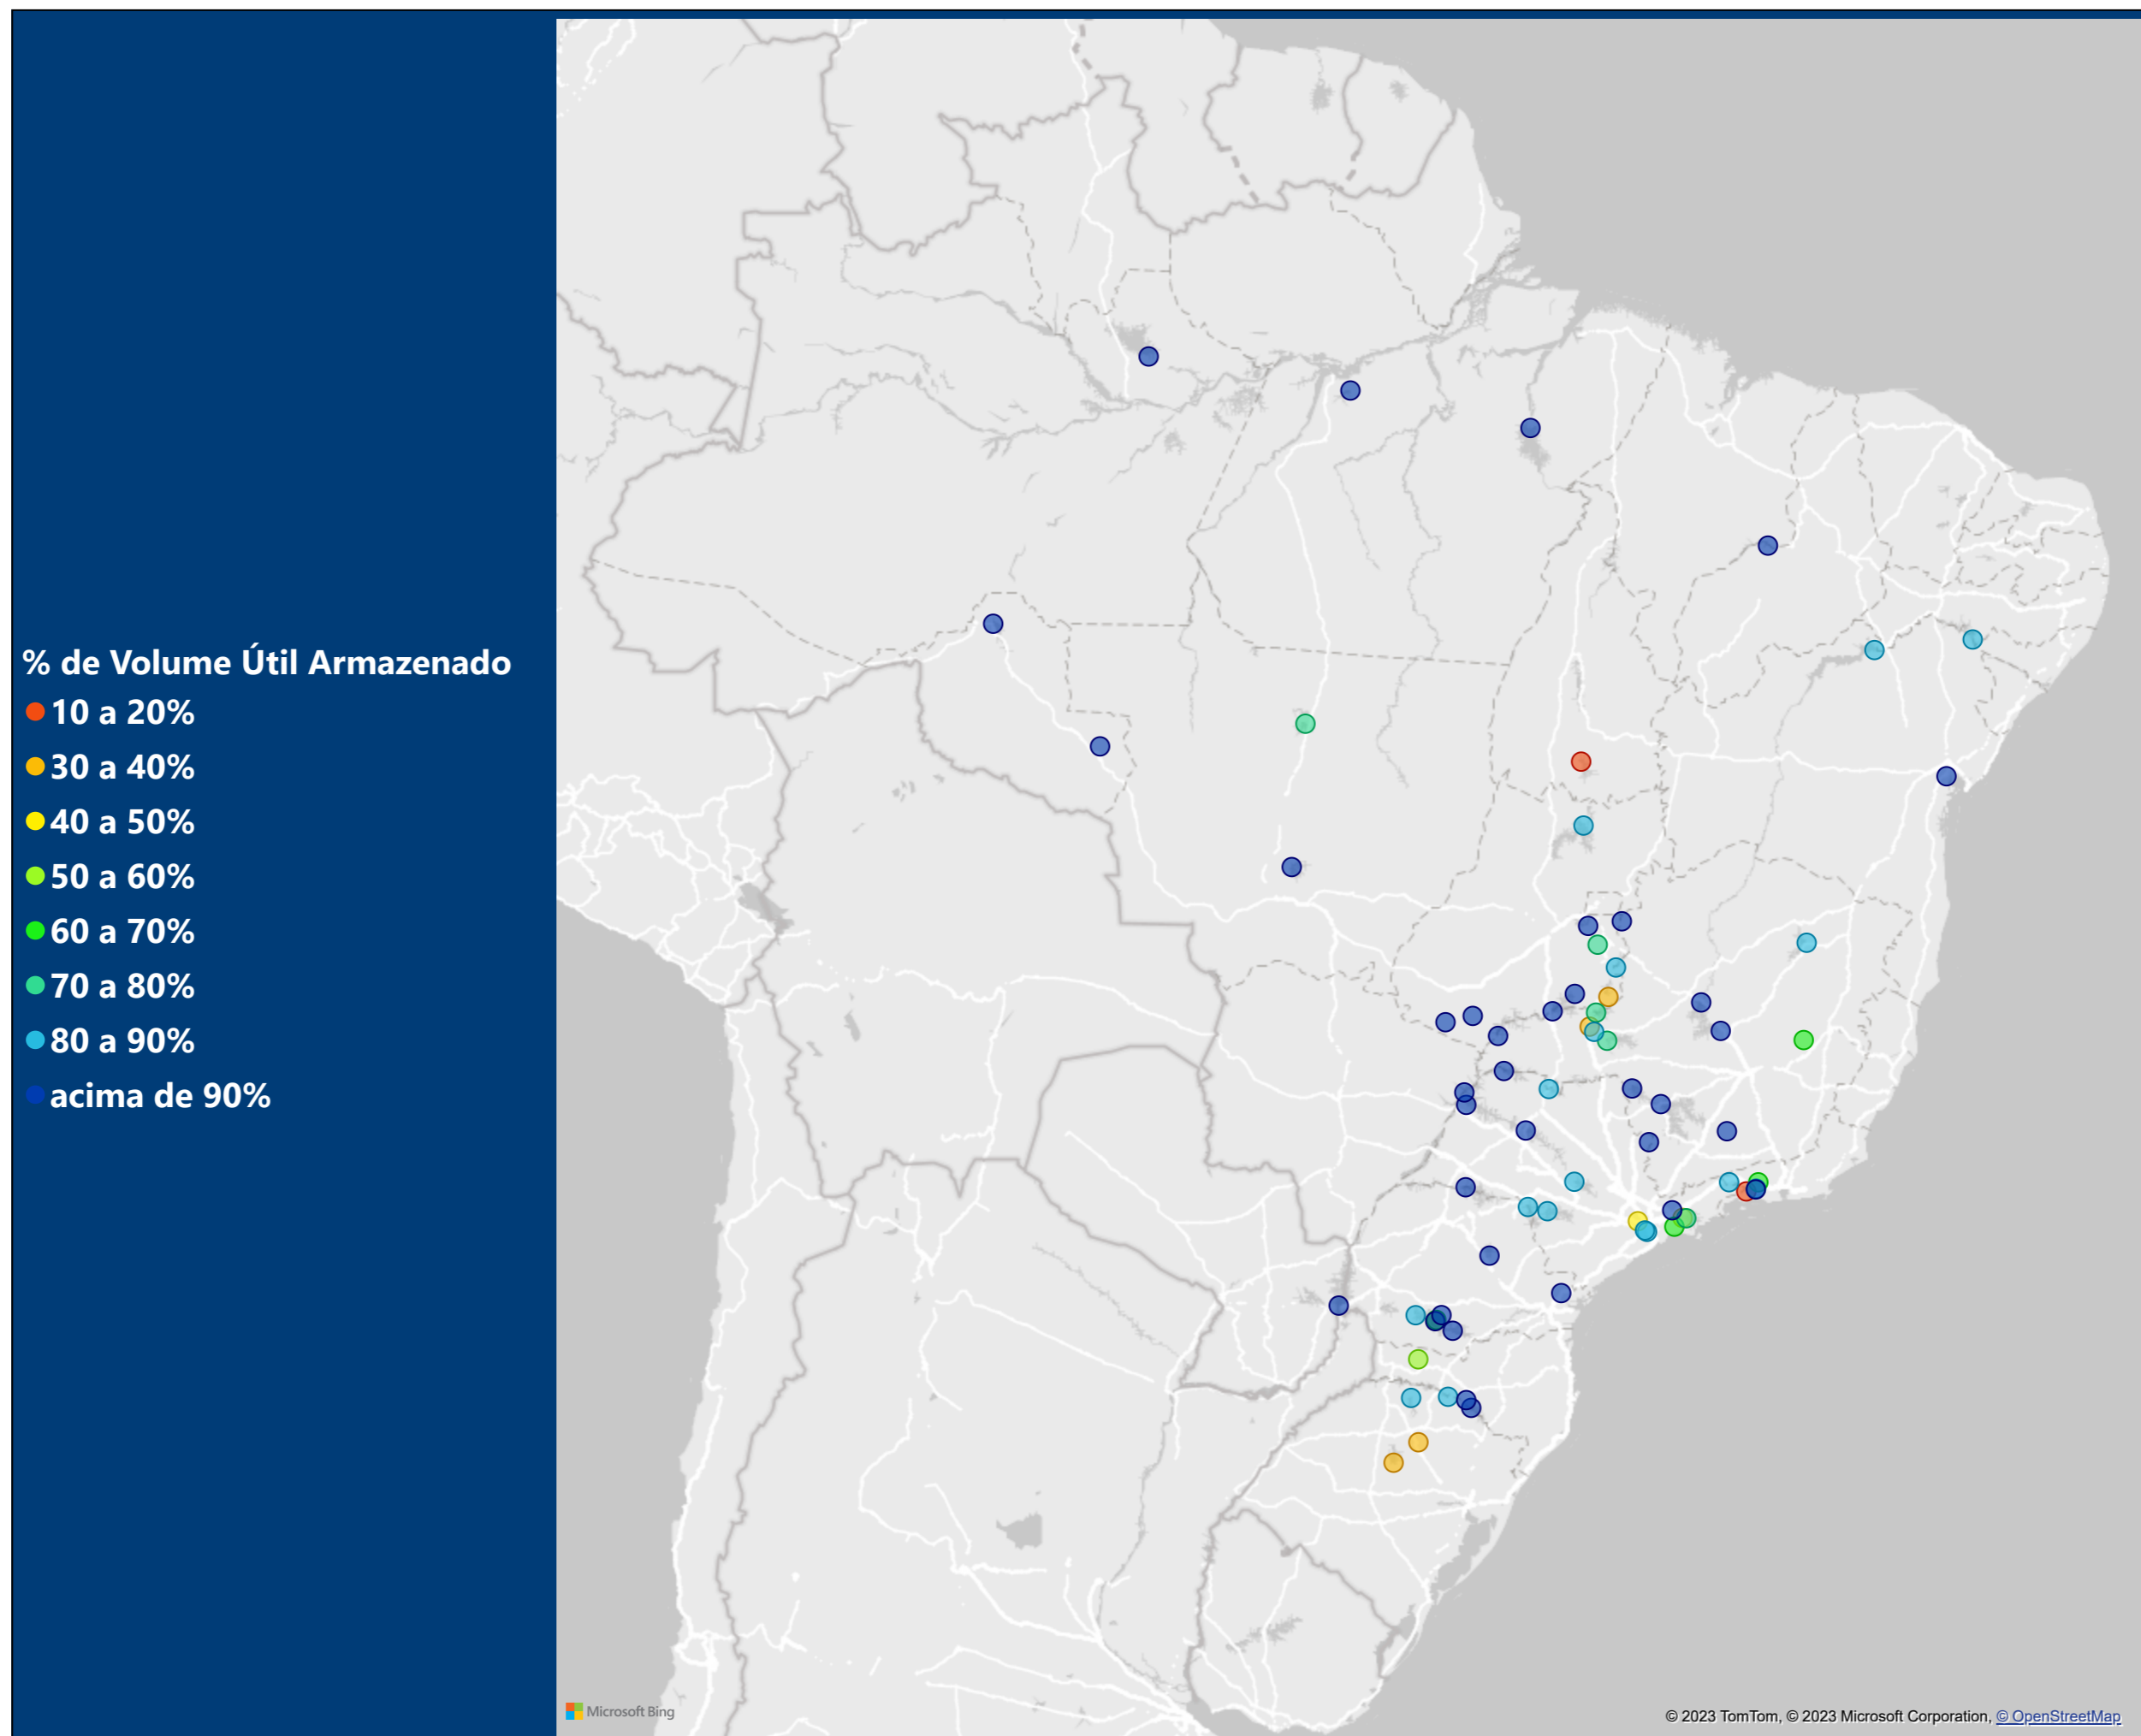 % de Volume Útil Armazenado
10 a 20%
30 a 40%
40 a 50%
50 a 60%
60 a 70%
70 a 80%
80 a 90%
acima de 90%
Microsoft Bing
© 2023 TomTom, © 2023 Microsoft Corporation, © OpenStreetMap